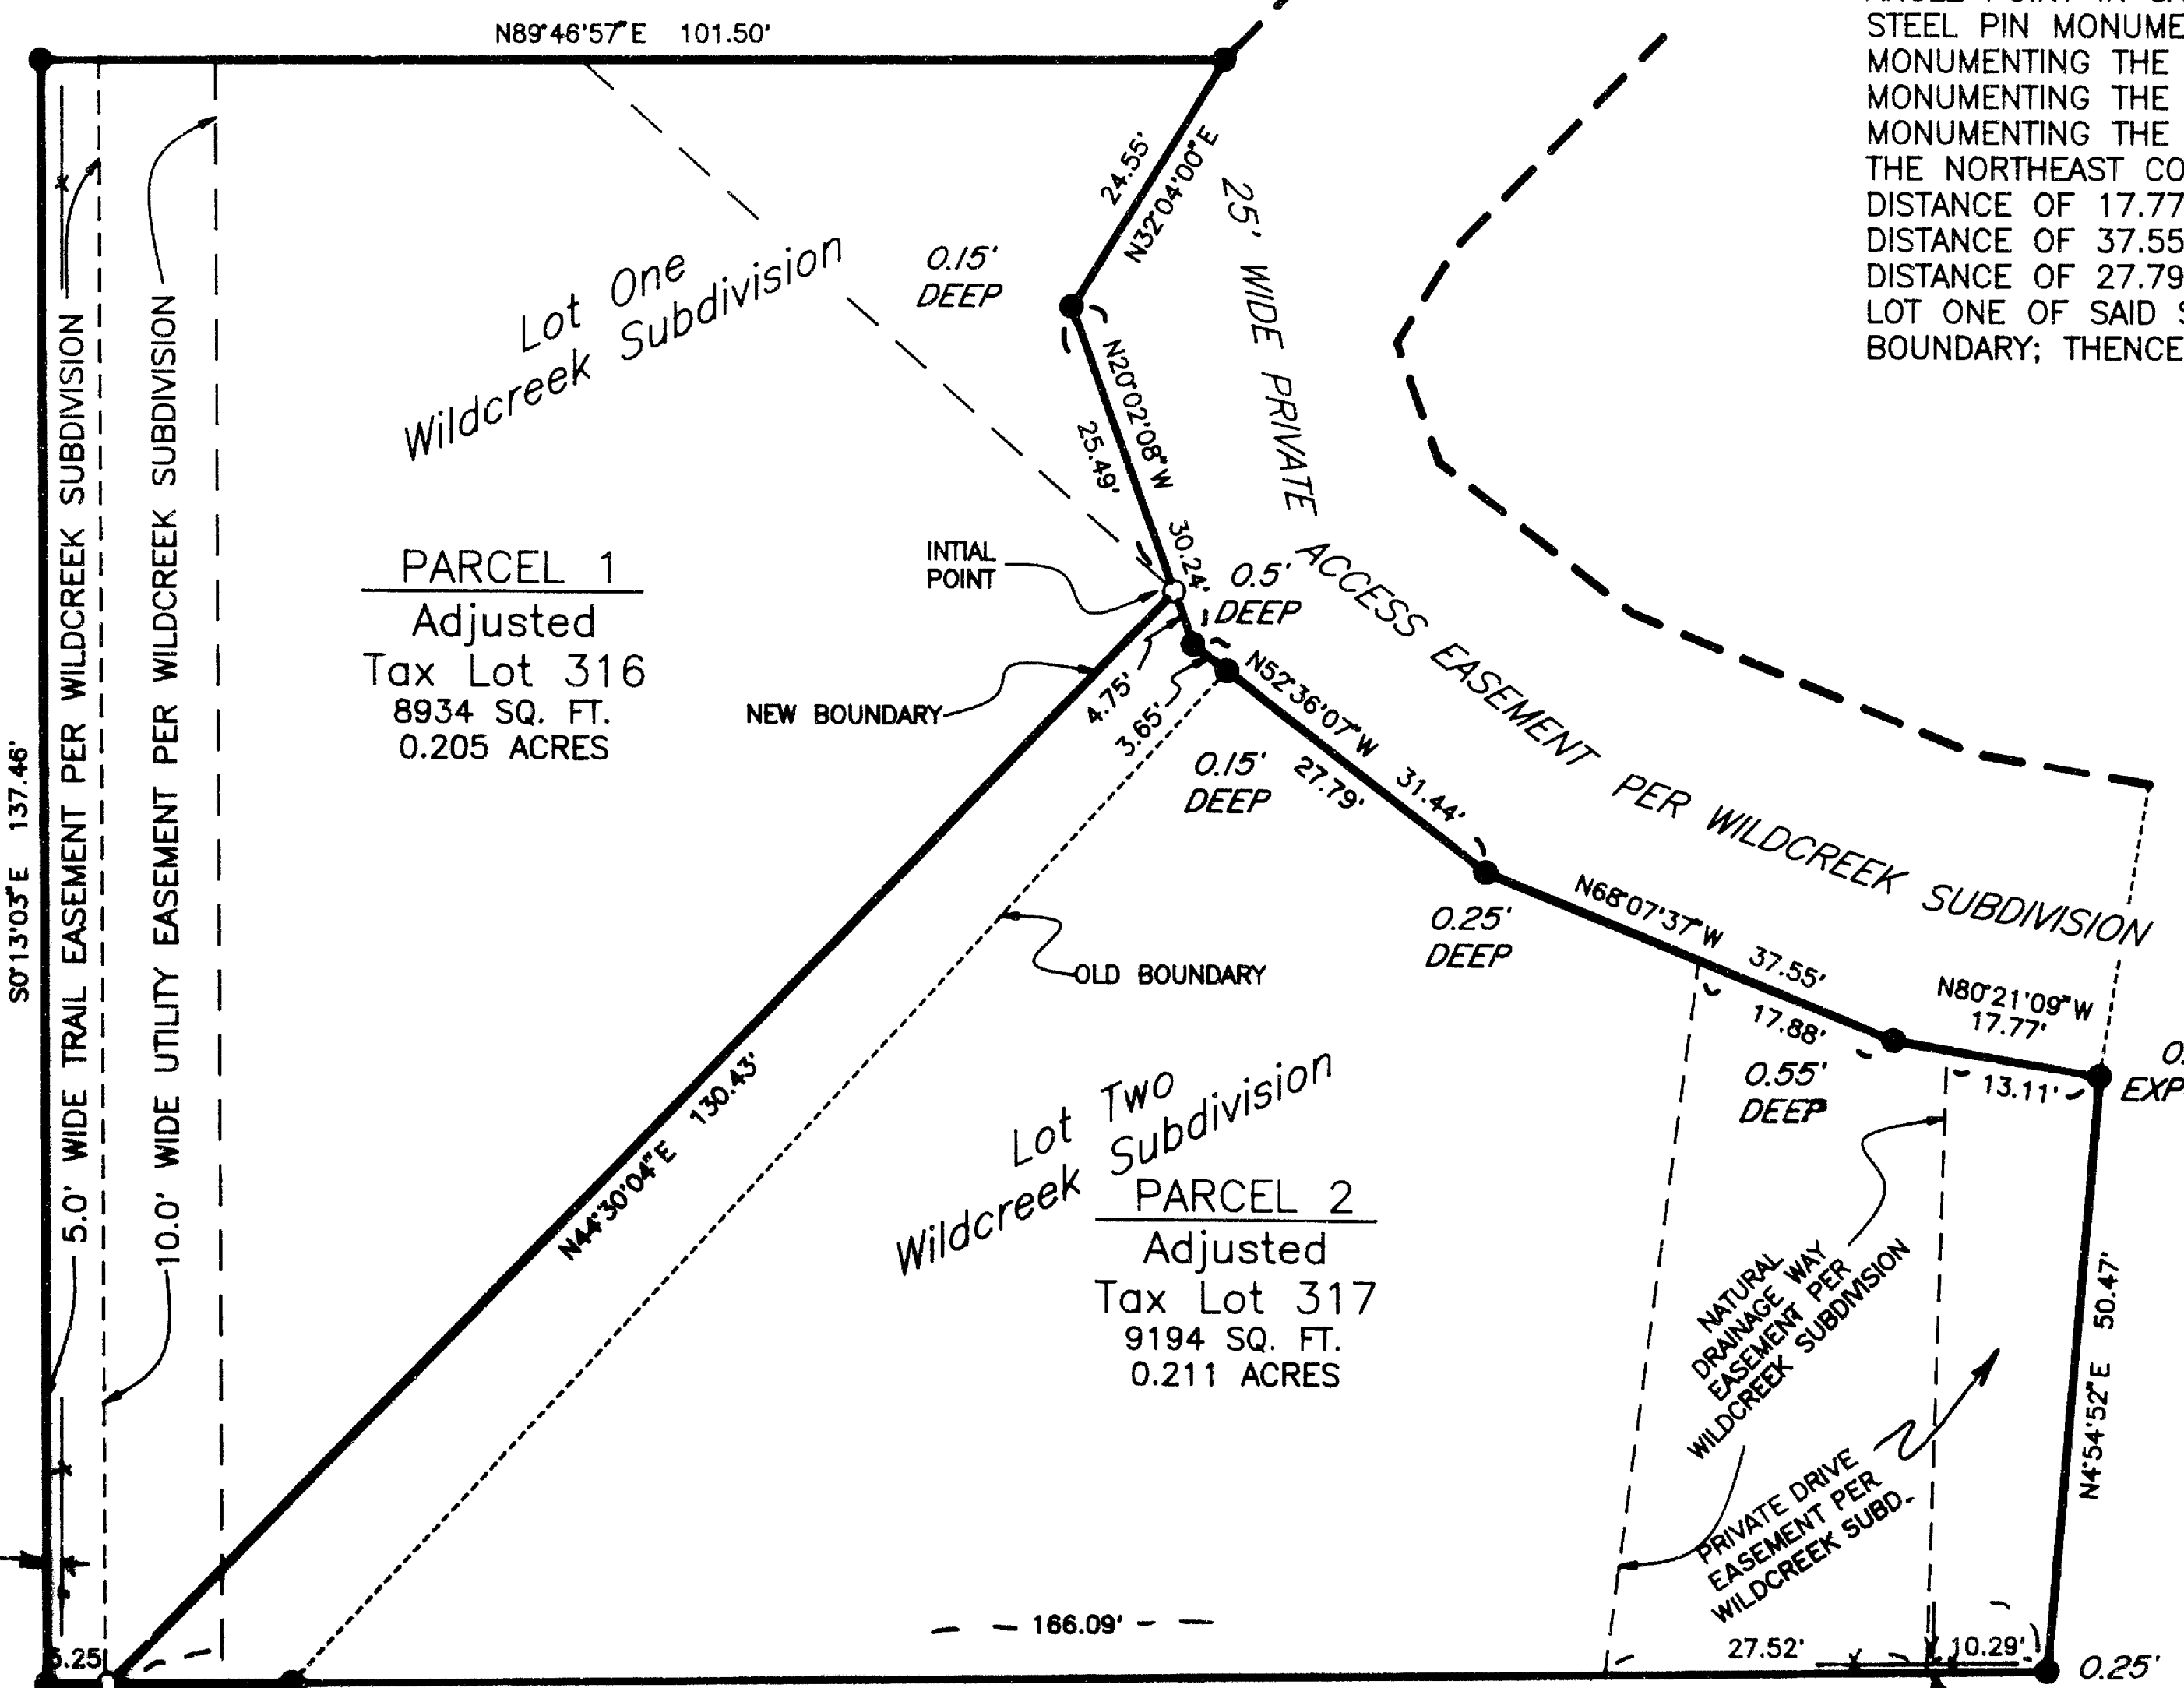 N89°46'57"E 101.50'
STEEL PIN MONUME
MONUMENTING THE
MONUMENTING THE
MONUMENTING THE
THE NORTHEAST CO
DISTANCE OF 17.77
DISTANCE OF 37.55
DISTANCE OF 27.79
LOT ONE OF SAID S
BOUNDARY; THENCE
24.55'
N32°04'00"E
25' WIDE PRIVATE ACCESS EASEMENT PER WILDCREEK SUBDIVISION
0.15'
DEEP
Lot One
Wildcreek Subdivision
N20°02'08"W
25.49'
30.24'
5.0' WIDE TRAIL EASEMENT PER WILDCREEK SUBDIVISION
10.0' WIDE UTILITY EASEMENT PER WILDCREEK SUBDIVISION
S0°13'03"E 137.46'
PARCEL 1
Adjusted
Tax Lot 316
8934 SQ. FT.
0.205 ACRES
INTIAL
POINT
0.5'
DEEP
NEW BOUNDARY
4.75'
3.65'
N52°36'07"W
27.79'
31.44'
0.15'
DEEP
0.25'
DEEP
N68°07'37"W
37.55'
17.88'
0.55'
DEEP
N80°21'09"W
17.77'
13.11'
EXP
OLD BOUNDARY
N44°30'04"E 130.43'
Lot Two
Wildcreek Subdivision
PARCEL 2
Adjusted
Tax Lot 317
9194 SQ. FT.
0.211 ACRES
NATURAL
DRAINAGE WAY
EASEMENT PER
WILDCREEK SUBDIVISION
PRIVATE DRIVE
EASEMENT PER
WILDCREEK SUBD.
N4°54'52"E 50.47'
166.09'
27.52'
10.29'
0.25'